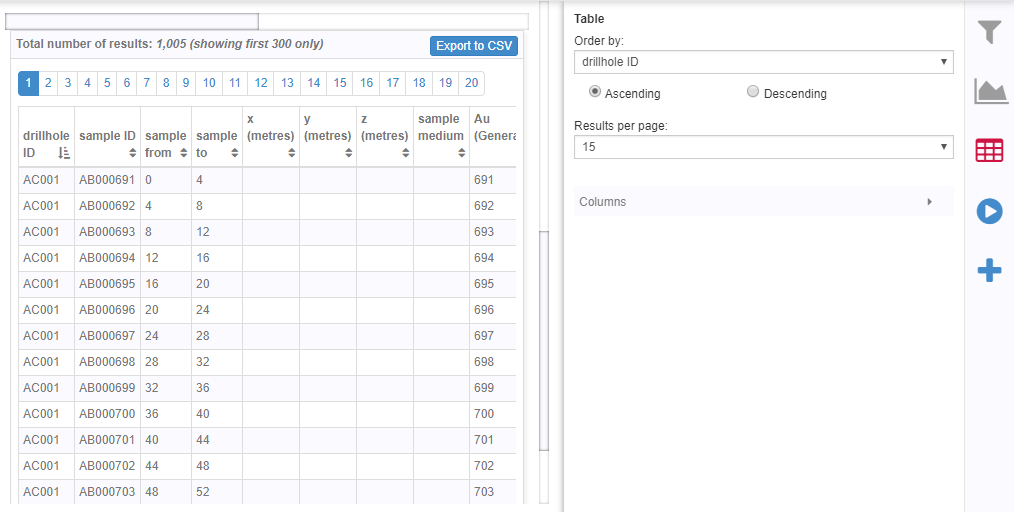 Total number of results: 1,005 (showing first 300 only) Export to CSV
1 2 3 4 5 6 7 8 9 10 11 12 13 14 15 16 17 18 19 20
drillhole ID sample ID sample from sample to x (metres) y (metres) z (metres) sample medium Au (Genera
AC001 AB000691 0 4 691
AC001 AB000692 4 8 692
AC001 AB000693 8 12 693
AC001 AB000694 12 16 694
AC001 AB000695 16 20 695
AC001 AB000696 20 24 696
AC001 AB000697 24 28 697
AC001 AB000698 28 32 698
AC001 AB000699 32 36 699
AC001 AB000700 36 40 700
AC001 AB000701 40 44 701
AC001 AB000702 44 48 702
AC001 AB000703 48 52 703
Table
Order by:
drillhole ID
Ascending Descending
Results per page:
15
Columns